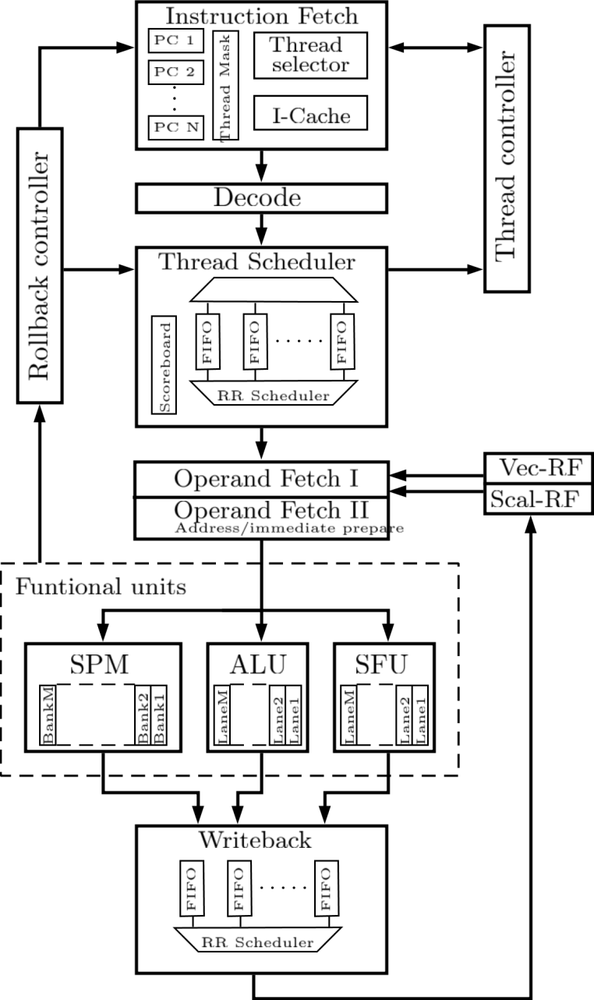 Instruction Fetch
PC 1
PC 2
PC N
Thread Mask
Thread
selector
I-Cache
Thread controller
Rollback controller
Decode
Thread Scheduler
Scoreboard
FIFO
FIFO
· · · · ·
FIFO
RR Scheduler
Operand Fetch I
Operand Fetch II
Address/immediate prepare
Vec-RF
Scal-RF
Funtional units
SPM
BankM
Bank2
Bank1
ALU
LaneM
Lane2
Lane1
SFU
LaneM
Lane2
Lane1
Writeback
FIFO
FIFO
· · · · ·
FIFO
RR Scheduler